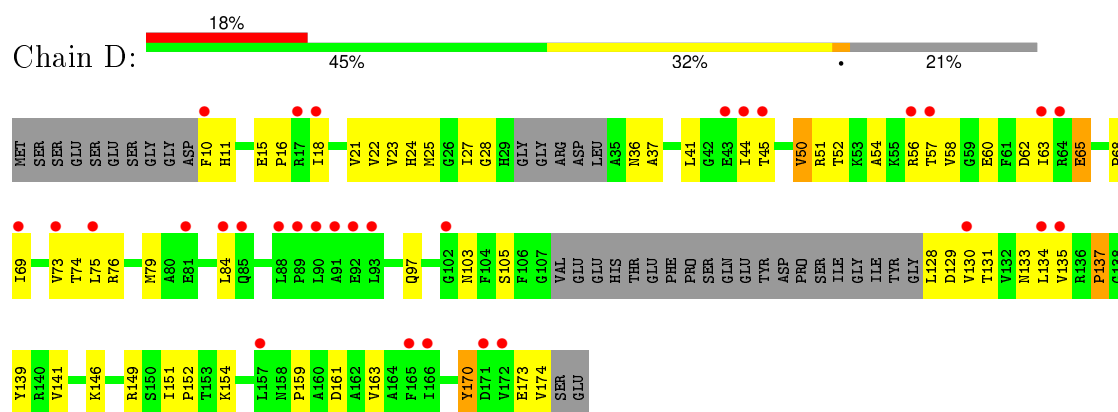 18%
Chain D:
45% 32% • 21%
MET SER SER GLU SER GLU SER GLY GLY ASP F10 H11 E15 P16 R17 I18 V21 V22 V23 H24 M25 G26 I27 G28 H29 GLY GLY ARG ASP LEU A35 N36 A37 L41 G42 E43 I44 T45 V50 R51 T52 K53 A54 K55 R56 T57 V58 G59 E60 F61 D62 I63 R64 E65
I69 V73 T74 L75 R76 M79 A80 E81 L84 Q85 L88 P89 L90 A91 E92 L93 Q97 G102 N103 F104 S105 F106 G107 VAL GLU GLU HIS THR GLU PHE PRO SER GLN GLU TYR ASP PRO SER ILE GLY ILE TYR GLY L128 D129 V130 T131 V132 N133 L134 V135 R136 P137 G138
Y139 R140 V141 K146 R149 S150 I151 P152 T153 K154 L157 N158 P159 A160 D161 A162 V163 A164 F165 I166 Y170 D171 V172 E173 V174 SER GLU